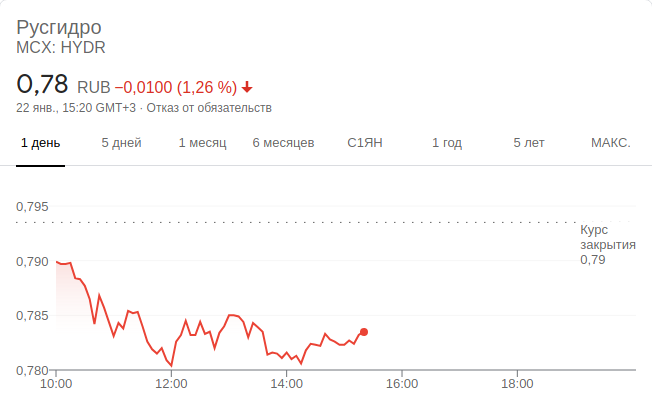 Русгидро
MCX: HYDR
0,78 RUB −0,0100 (1,26 %)
22 янв., 15:20 GMT+3 · Отказ от обязательств
1 день 5 дней 1 месяц 6 месяцев С1ЯН 1 год 5 лет МАКС.
0,795
Курс
закрытия
0,79
0,790
0,785
0,780
10:00 12:00 14:00 16:00 18:00